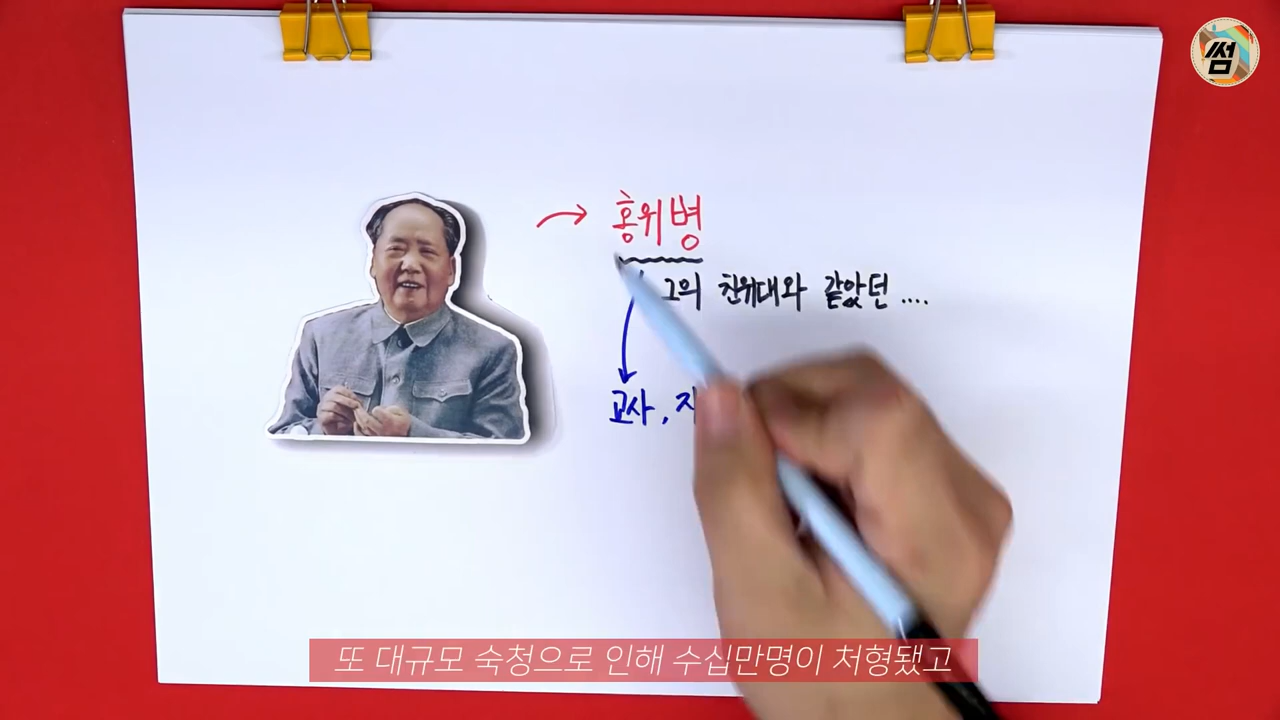 썸
홍위병
그의 친위대와 같았던 ....
교사, 지
또 대규모 숙청으로 인해 수십만명이 처형됐고